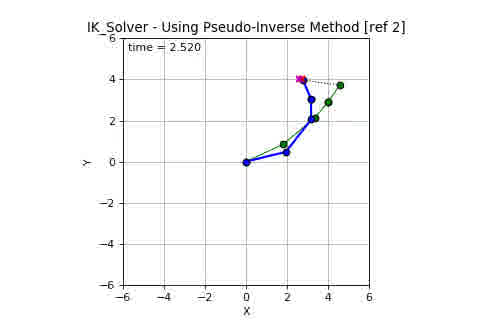 IK_Solver - Using Pseudo-Inverse Method [ref 2]
time = 2.520
6
4
2
0
−2
−4
−6
Y
−6 −4 −2 0 2 4 6
X